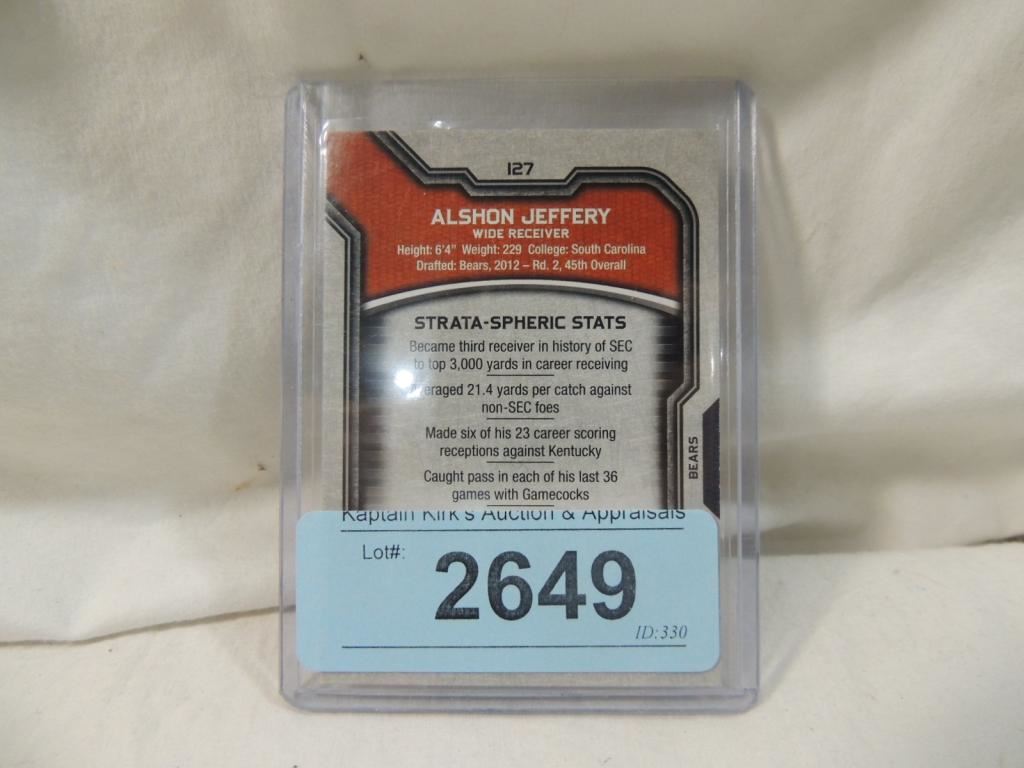 127
ALSHON JEFFERY
WIDE RECEIVER
Height: 6'4" Weight: 229 College: South Carolina
Drafted: Bears, 2012 – Rd. 2, 45th Overall
STRATA-SPHERIC STATS
Became third receiver in history of SEC
to top 3,000 yards in career receiving
Averaged 21.4 yards per catch against
non-SEC foes
Made six of his 23 career scoring
receptions against Kentucky
Caught pass in each of his last 36
games with Gamecocks
BEARS
Kaptain Kirk's Auction & Appraisals
Lot#:
2649
ID:330